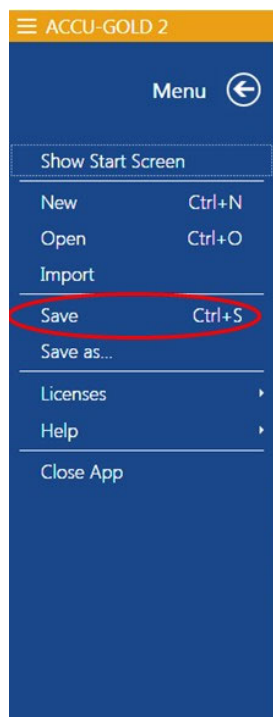 ACCU-GOLD 2
Menu
Show Start Screen
New Ctrl+N
Open Ctrl+O
Import
Save Ctrl+S
Save as...
Licenses
Help
Close App